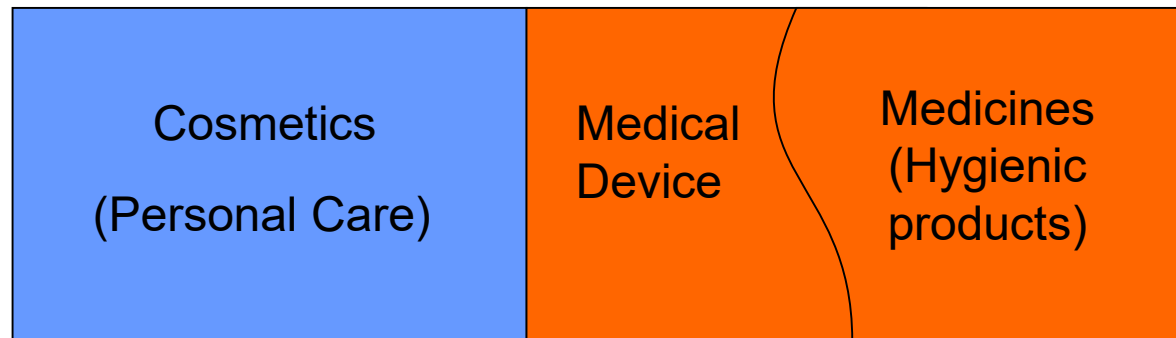 Cosmetics
(Personal Care)
Medical
Device
Medicines
(Hygienic
products)